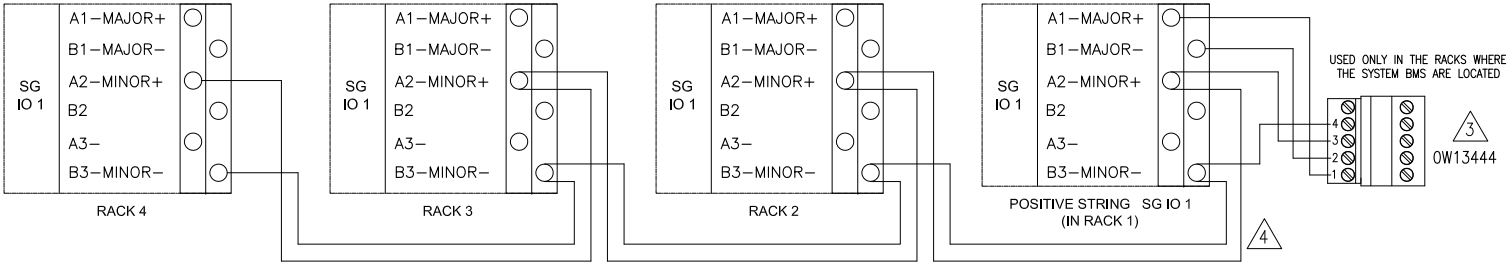 SG
IO 1
A1-MAJOR+
B1-MAJOR-
A2-MINOR+
B2
A3-
B3-MINOR-
RACK 4
SG
IO 1
A1-MAJOR+
B1-MAJOR-
A2-MINOR+
B2
A3-
B3-MINOR-
RACK 3
SG
IO 1
A1-MAJOR+
B1-MAJOR-
A2-MINOR+
B2
A3-
B3-MINOR-
RACK 2
SG
IO 1
A1-MAJOR+
B1-MAJOR-
A2-MINOR+
B2
A3-
B3-MINOR-
POSITIVE STRING SG IO 1
(IN RACK 1)
4
USED ONLY IN THE RACKS WHERE
THE SYSTEM BMS ARE LOCATED
4
3
2
1
3
0W13444